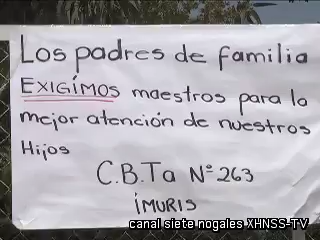 Los padres de familia
EXIGÍMOS maestros para la
mejor atención de nuestros
Hijos
C.B.Ta N° 263
IMURIS
canal siete nogales XHNSS-TV